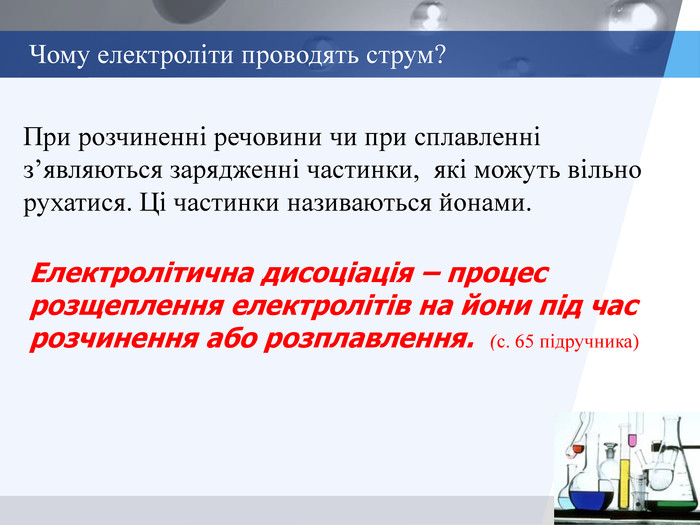 Чому електроліти проводять струм?
При розчиненні речовини чи при сплавленні
з’являються зарядженні частинки, які можуть вільно
рухатися. Ці частинки називаються йонами.
Електролітична дисоціація – процес
розщеплення електролітів на йони під час
розчинення або розплавлення. (с. 65 підручника)